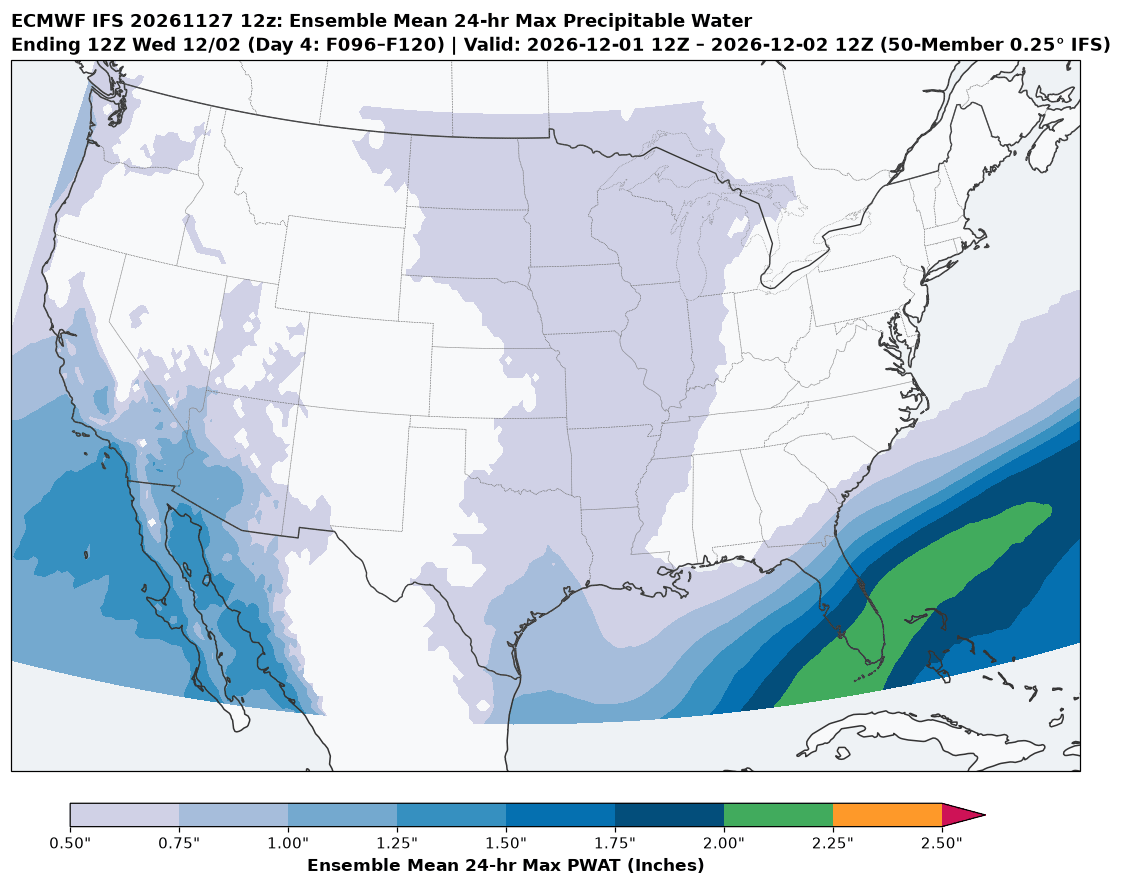 ECMWF IFS 20261127 12z: Ensemble Mean 24-hr Max Precipitable Water
Ending 12Z Wed 12/02 (Day 4: F096–F120) | Valid: 2026-12-01 12Z – 2026-12-02 12Z (50-Member 0.25° IFS)
0.50" 0.75" 1.00" 1.25" 1.50" 1.75" 2.00" 2.25" 2.50"
Ensemble Mean 24-hr Max PWAT (Inches)